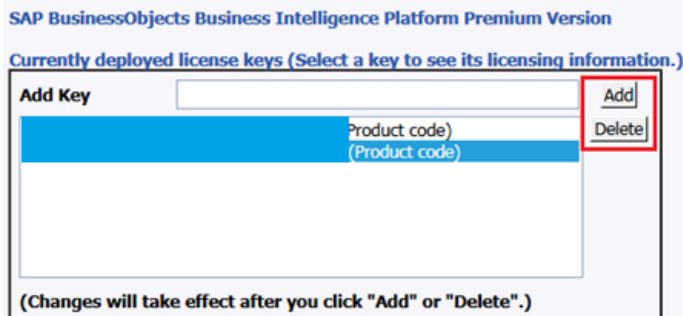 SAP BusinessObjects Business Intelligence Platform Premium Version
Currently deployed license keys (Select a key to see its licensing information.)
Add Key Add
Product code) Delete
(Product code)
(Changes will take effect after you click "Add" or "Delete".)